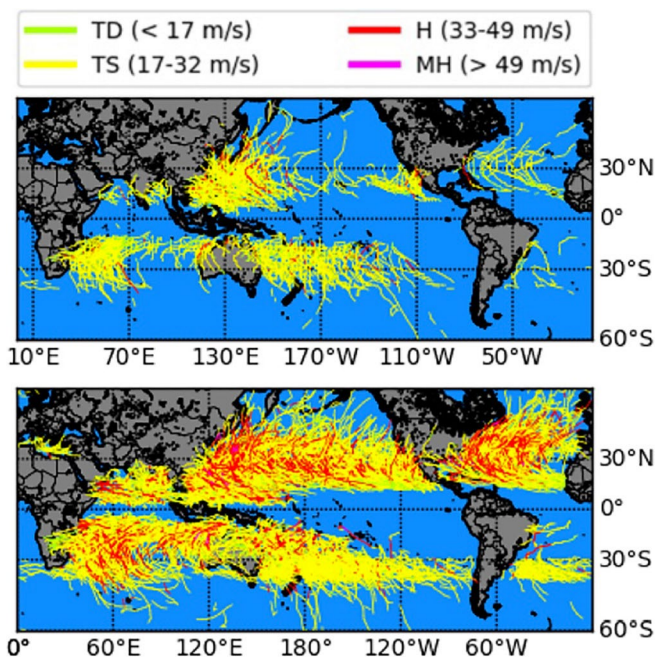 TD (< 17 m/s) H (33-49 m/s)
TS (17-32 m/s) MH (> 49 m/s)
30°N
0°
30°S
60°S
10°E 70°E 130°E 170°W 110°W 50°W
30°N
0°
30°S
60°S
0° 60°E 120°E 180° 120°W 60°W